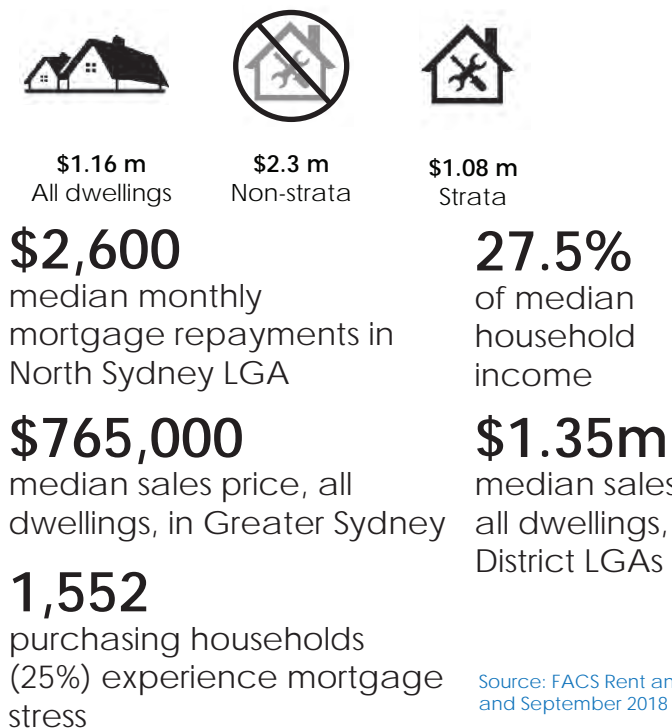 $1.16 m
All dwellings
$2.3 m
Non-strata
$1.08 m
Strata
$2,600
median monthly
mortgage repayments in
North Sydney LGA
27.5%
of median
household
income
$765,000
median sales price, all
dwellings, in Greater Sydney
$1.35m
median sales
all dwellings,
District LGAs
1,552
purchasing households
(25%) experience mortgage
stress
Source: FACS Rent an
and September 2018